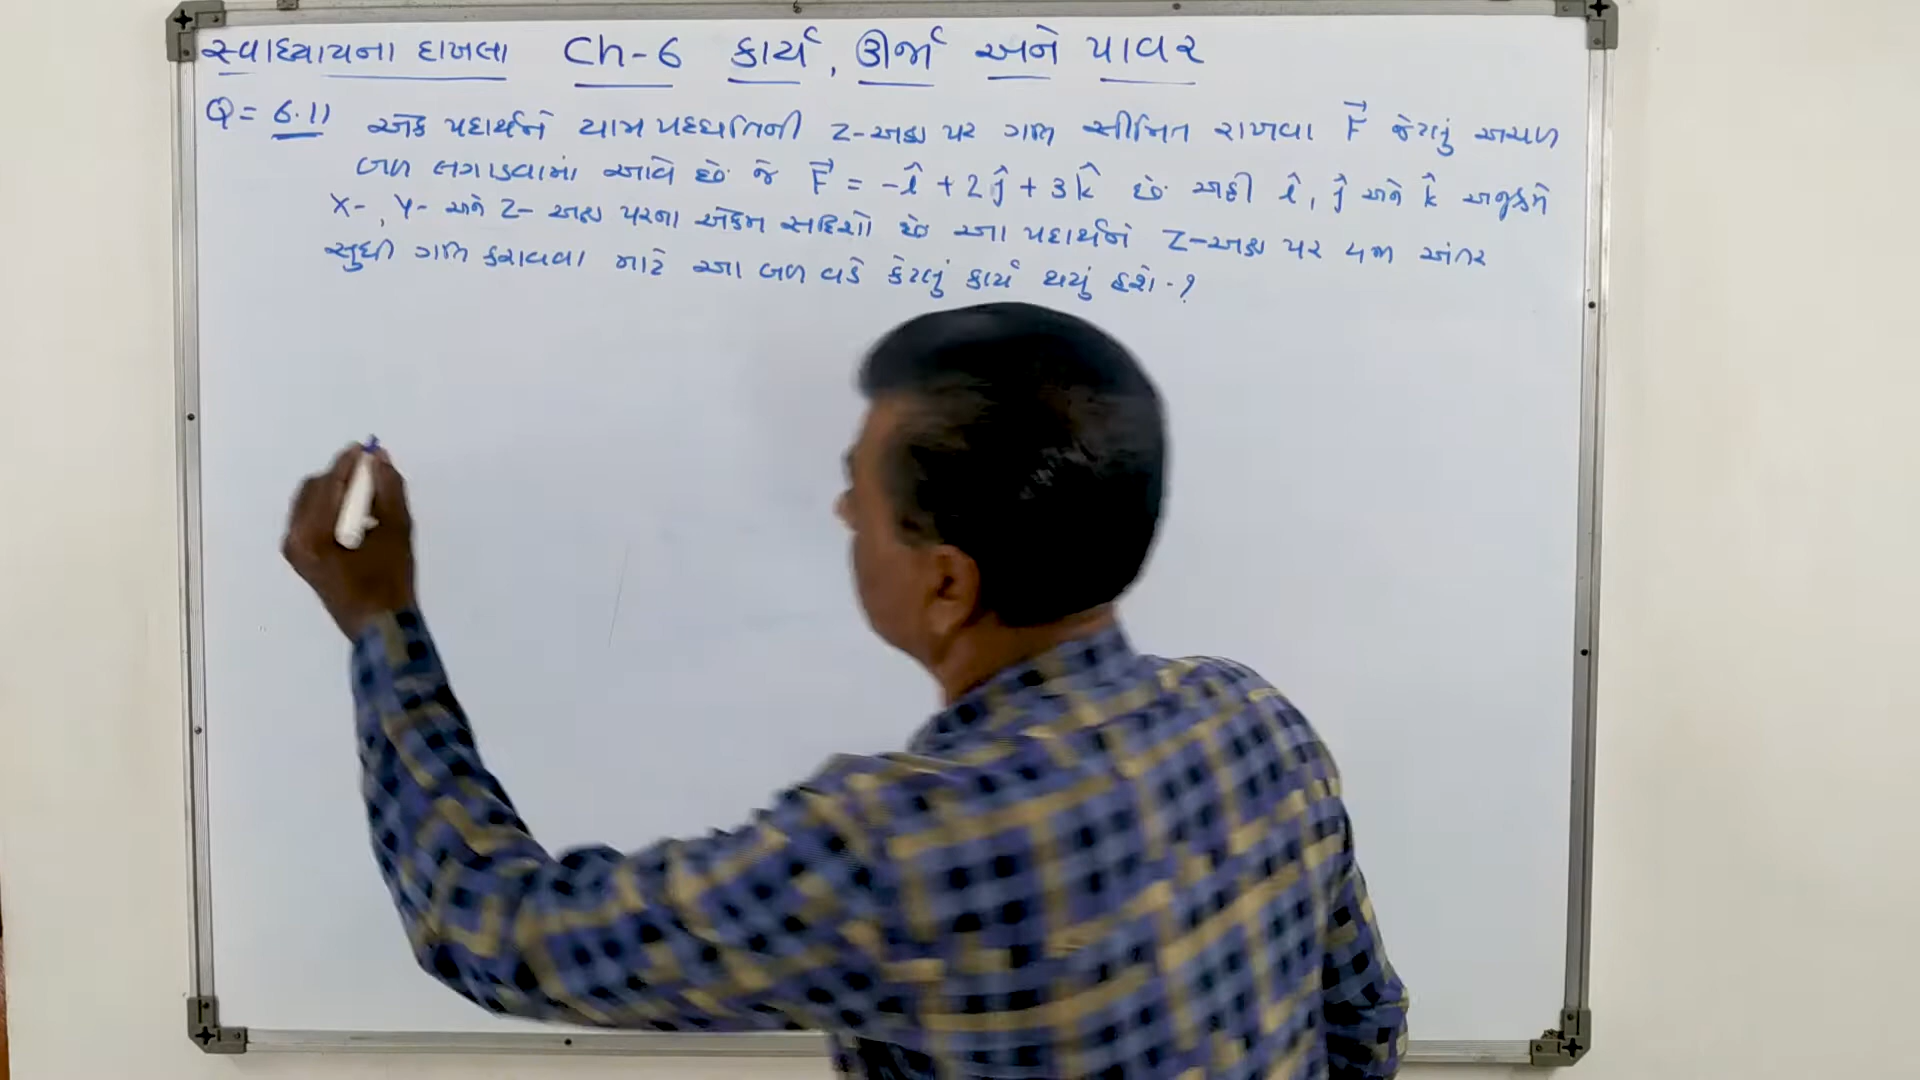 સ્વાધ્યાયના દાખલા Ch-6 કાર્ય, ઊર્જા અને પાવર
Q = 6.11 એક પદાર્થને યામ પદ્ધતિની Z-અક્ષ પર ગતિ સીમિત રાખવા F⃗ જેટલું અચળ
બળ લગાડવામાં આવે છે જે F⃗ = -î + 2ĵ + 3k̂ છે અહીં î, ĵ અને k̂ અનુક્રમે
X-, Y- અને Z- અક્ષ પરના એકમ સદિશો છે આ પદાર્થને Z-અક્ષ પર 4m અંતર
સુધી ગતિ કરાવવા માટે આ બળ વડે કેટલું કાર્ય થયું હશે.?